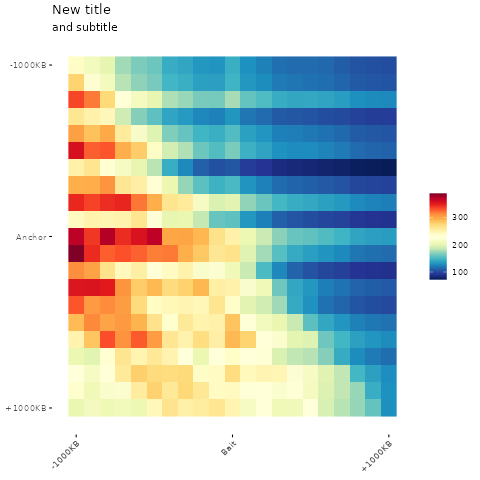 New title
and subtitle
-1000KB
Anchor
+1000KB
300
200
100
-1000KB
Bait
+1000KB